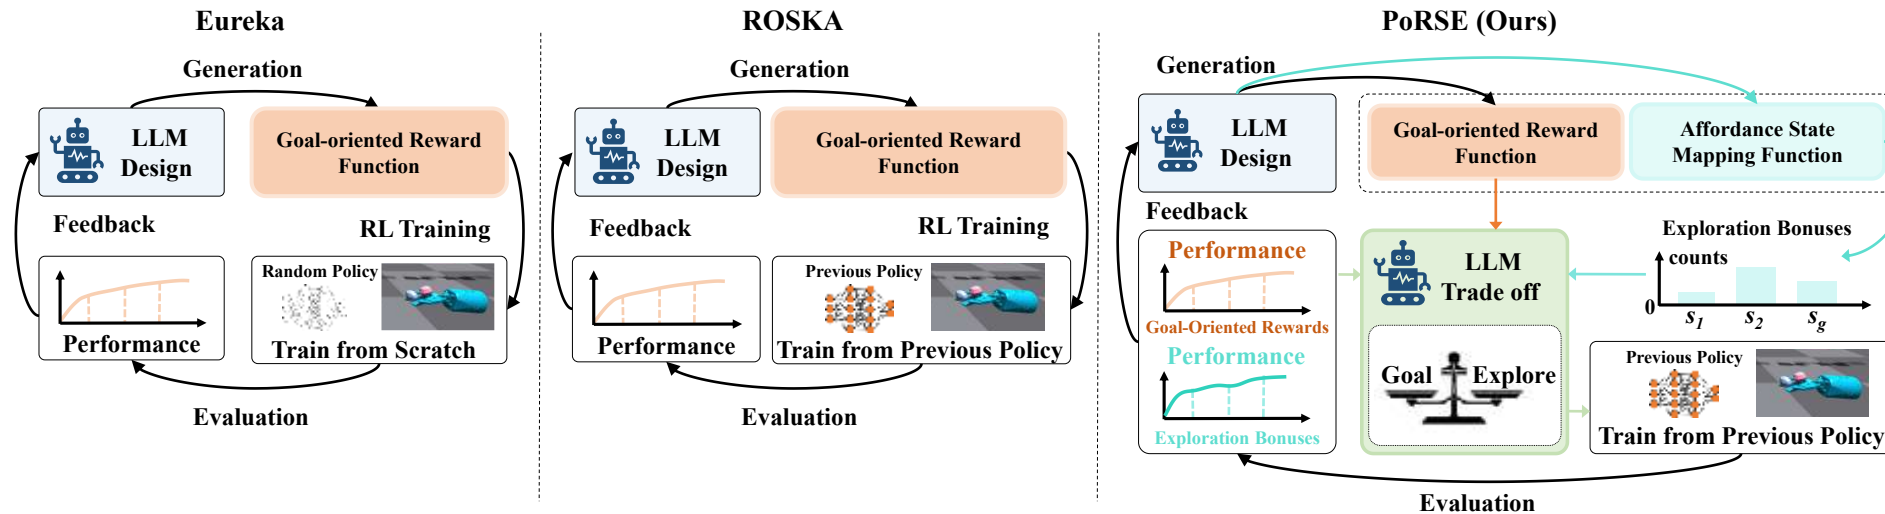 Eureka
Generation
LLM
Design
Goal-oriented Reward
Function
Feedback
RL Training
Performance
Random Policy
Train from Scratch
Evaluation
ROSKA
Generation
LLM
Design
Goal-oriented Reward
Function
Feedback
RL Training
Performance
Previous Policy
Train from Previous Policy
Evaluation
PoRSE (Ours)
Generation
LLM
Design
Goal-oriented Reward
Function
Affordance State
Mapping Function
Feedback
Performance
Goal-Oriented Rewards
Performance
Exploration Bonuses
LLM
Trade off
Goal
Explore
Exploration Bonuses
counts
0
s1
s2
sg
Previous Policy
Train from Previous Policy
Evaluation